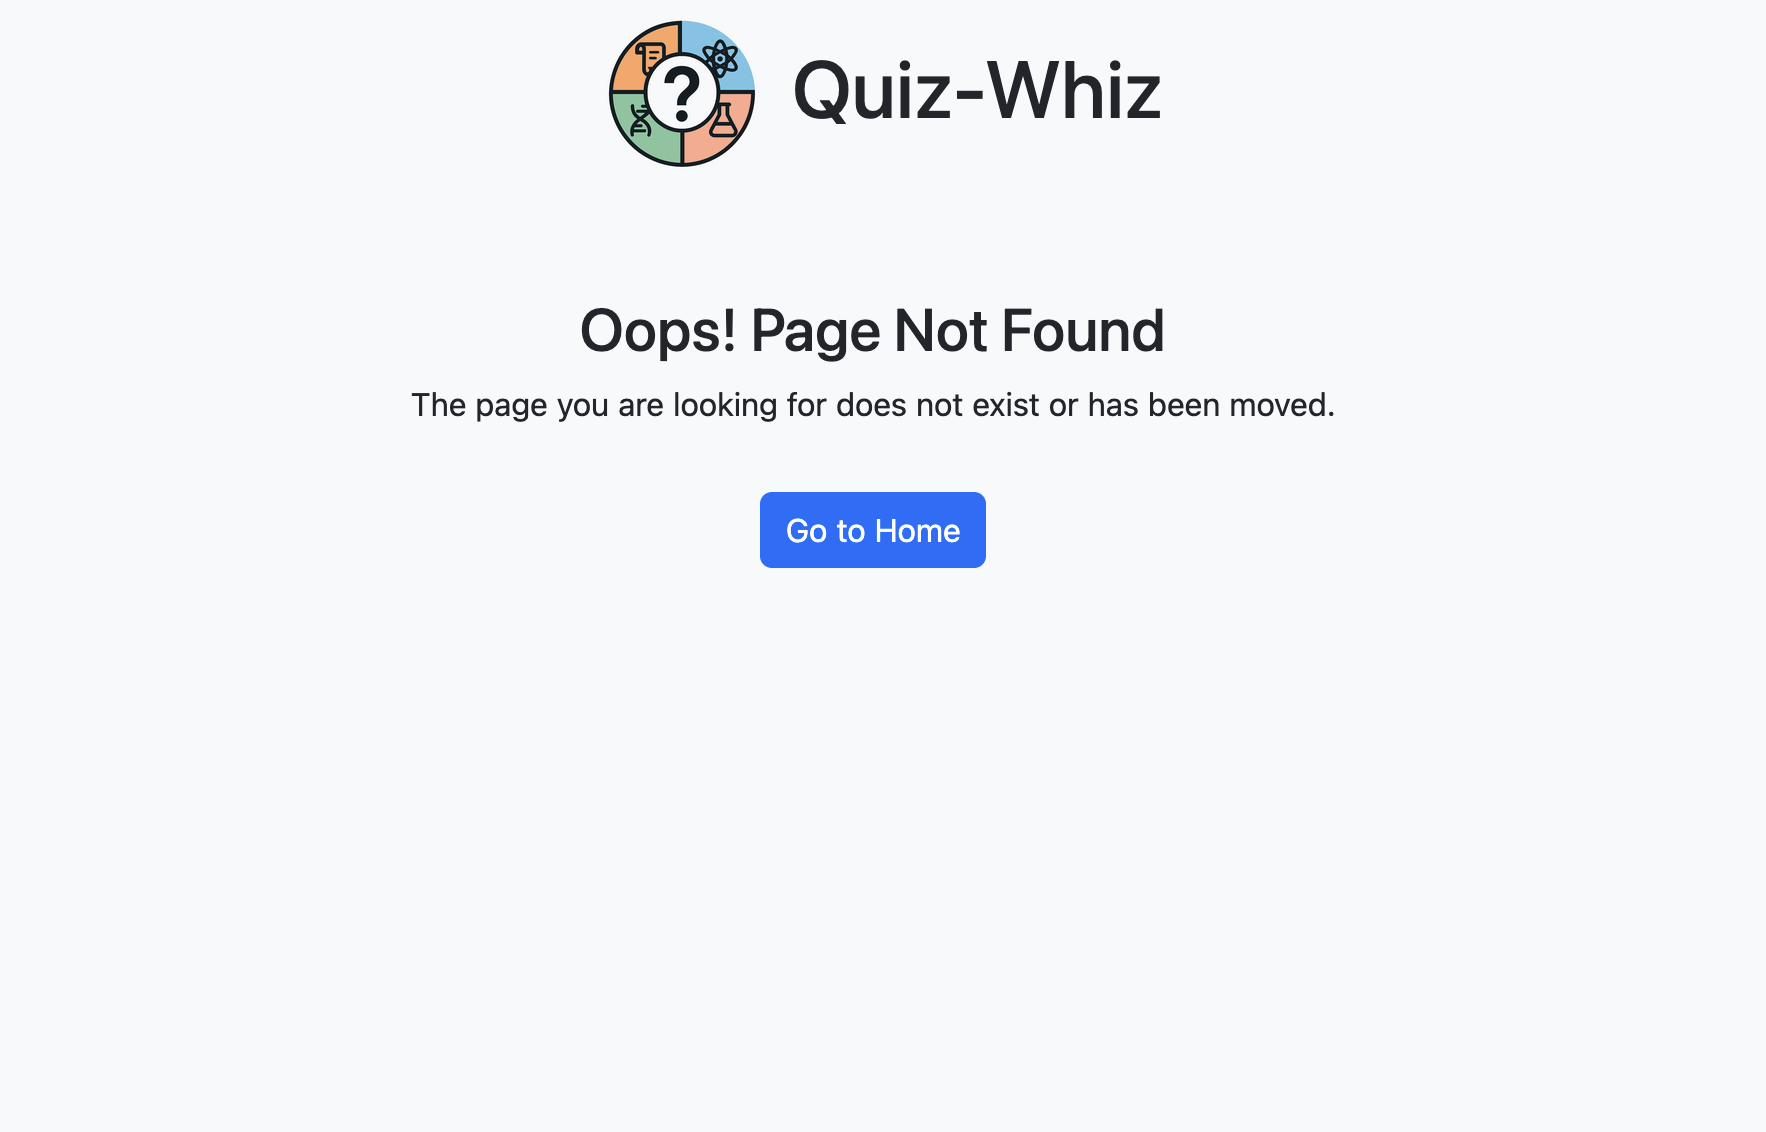 ?
Quiz-Whiz
Oops! Page Not Found
The page you are looking for does not exist or has been moved.
Go to Home